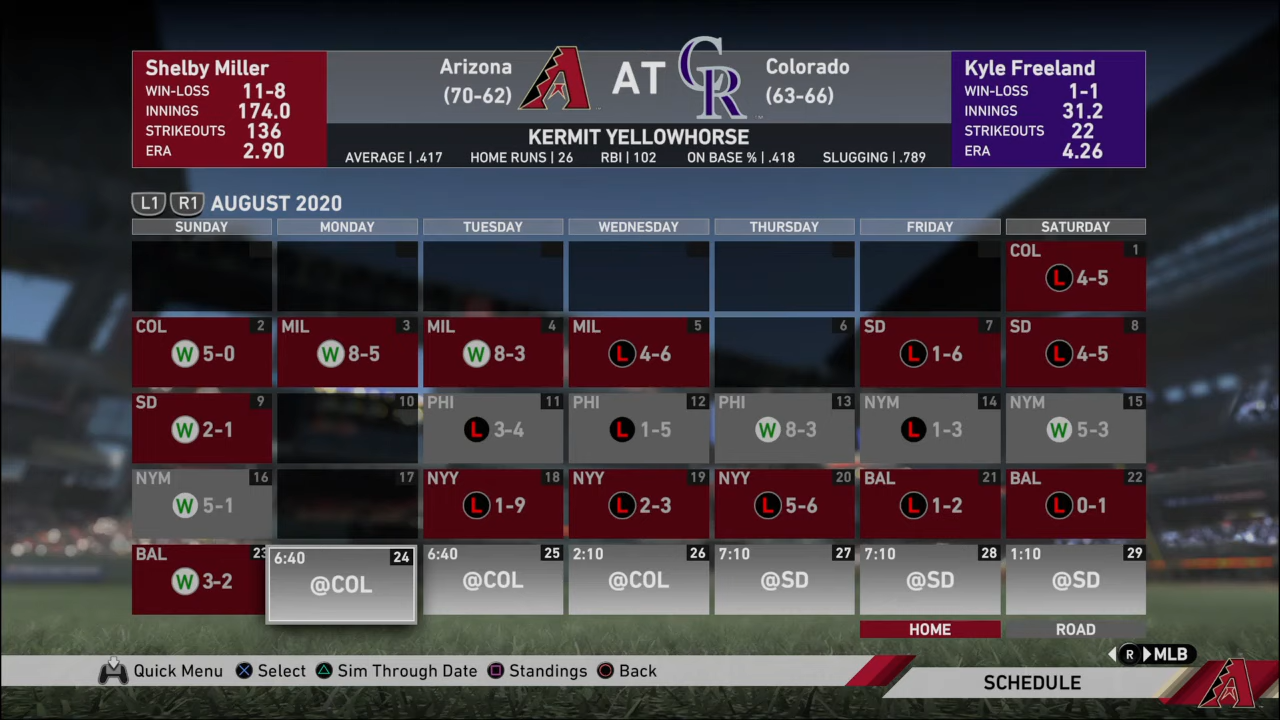 Shelby Miller
WIN-LOSS 11-8
INNINGS 174.0
STRIKEOUTS 136
ERA 2.90
Arizona
(70-62)
A
AT
CR
Colorado
(63-66)
KERMIT YELLOWHORSE
AVERAGE | .417 HOME RUNS | 26 RBI | 102 ON BASE % | .418 SLUGGING | .789
Kyle Freeland
WIN-LOSS 1-1
INNINGS 31.2
STRIKEOUTS 22
ERA 4.26
L1 R1 AUGUST 2020
SUNDAY MONDAY TUESDAY WEDNESDAY THURSDAY FRIDAY SATURDAY
COL 1
L 4-5
COL 2 MIL 3 MIL 4 MIL 5 6 SD 7 SD 8
W 5-0 W 8-5 W 8-3 L 4-6 L 1-6 L 4-5
SD 9 10 PHI 11 PHI 12 PHI 13 NYM 14 NYM 15
W 2-1 L 3-4 L 1-5 W 8-3 L 1-3 W 5-3
NYM 16 17 NYY 18 NYY 19 NYY 20 BAL 21 BAL 22
W 5-1 L 1-9 L 2-3 L 5-6 L 1-2 L 0-1
BAL 23 6:40 24 6:40 25 2:10 26 7:10 27 7:10 28 1:10 29
W 3-2 @COL @COL @COL @SD @SD @SD
HOME ROAD
R MLB
Quick Menu Select Sim Through Date Standings Back
SCHEDULE
A